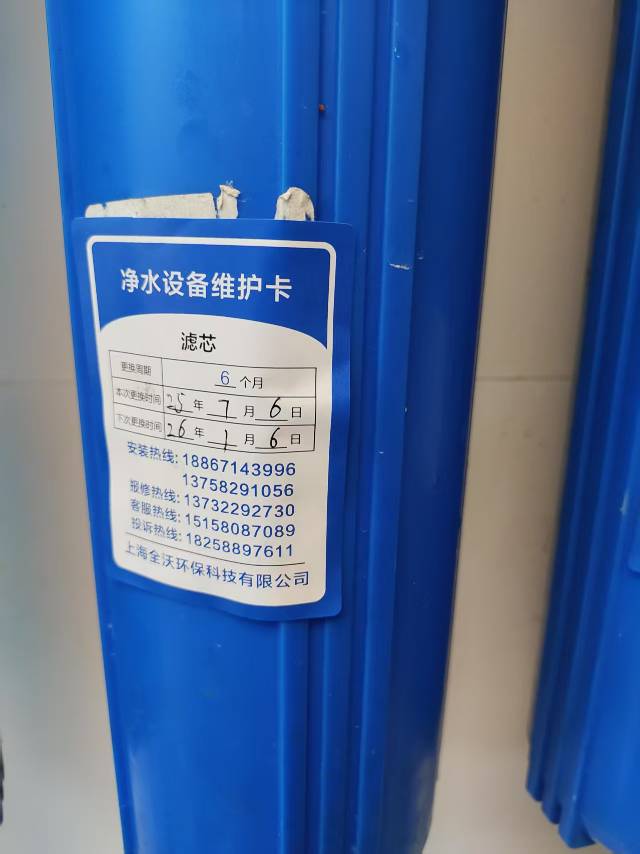 净水设备维护卡
滤芯
更换周期 6 个月
本次更换时间 25 年 7 月 6 日
下次更换时间 26 年 1 月 6 日
安装热线: 18867143996
13758291056
报修热线: 13732292730
客服热线: 15158087089
投诉热线: 18258897611
上海全沃环保科技有限公司